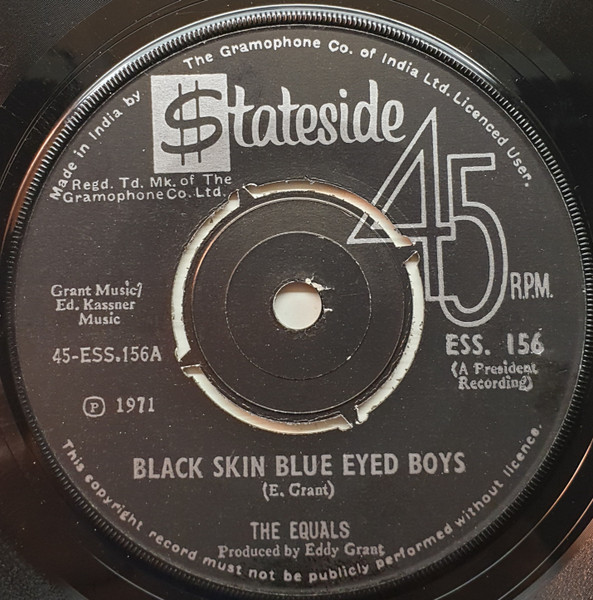 Made in India by The Gramophone Co. of India Ltd. Licenced User.
$tateside
Regd. Td. Mk. of The
Gramophone Co. Ltd.
45
R.P.M.
Grant Music/
Ed. Kassner
Music
45-ESS.156A
ESS. 156
(A President
Recording)
Ⓟ 1971
BLACK SKIN BLUE EYED BOYS
(E. Grant)
THE EQUALS
Produced by Eddy Grant
This copyright record must not be publicly performed without licence.